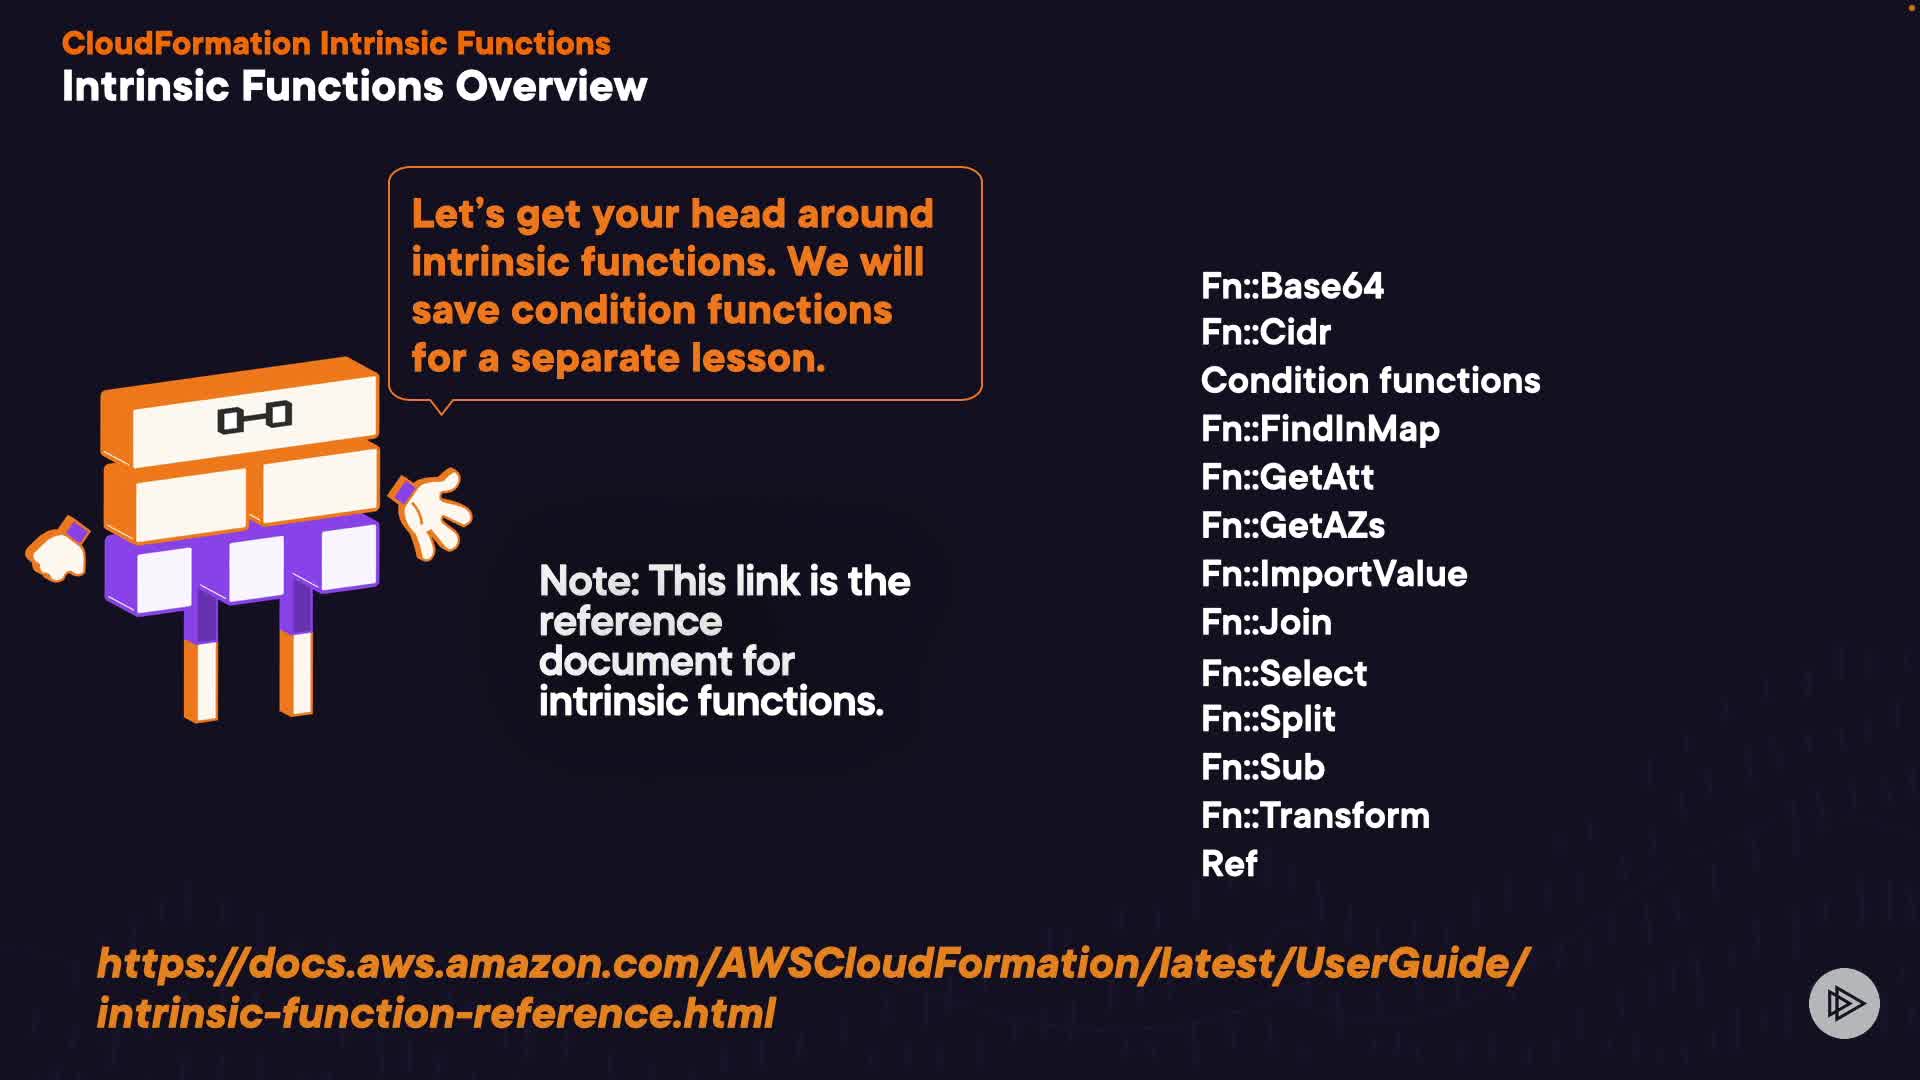 CloudFormation Intrinsic Functions
Intrinsic Functions Overview
Let’s get your head around
intrinsic functions. We will
save condition functions
for a separate lesson.
Note: This link is the
reference
document for
intrinsic functions.
Fn::Base64
Fn::Cidr
Condition functions
Fn::FindInMap
Fn::GetAtt
Fn::GetAZs
Fn::ImportValue
Fn::Join
Fn::Select
Fn::Split
Fn::Sub
Fn::Transform
Ref
https://docs.aws.amazon.com/AWSCloudFormation/latest/UserGuide/
intrinsic-function-reference.html